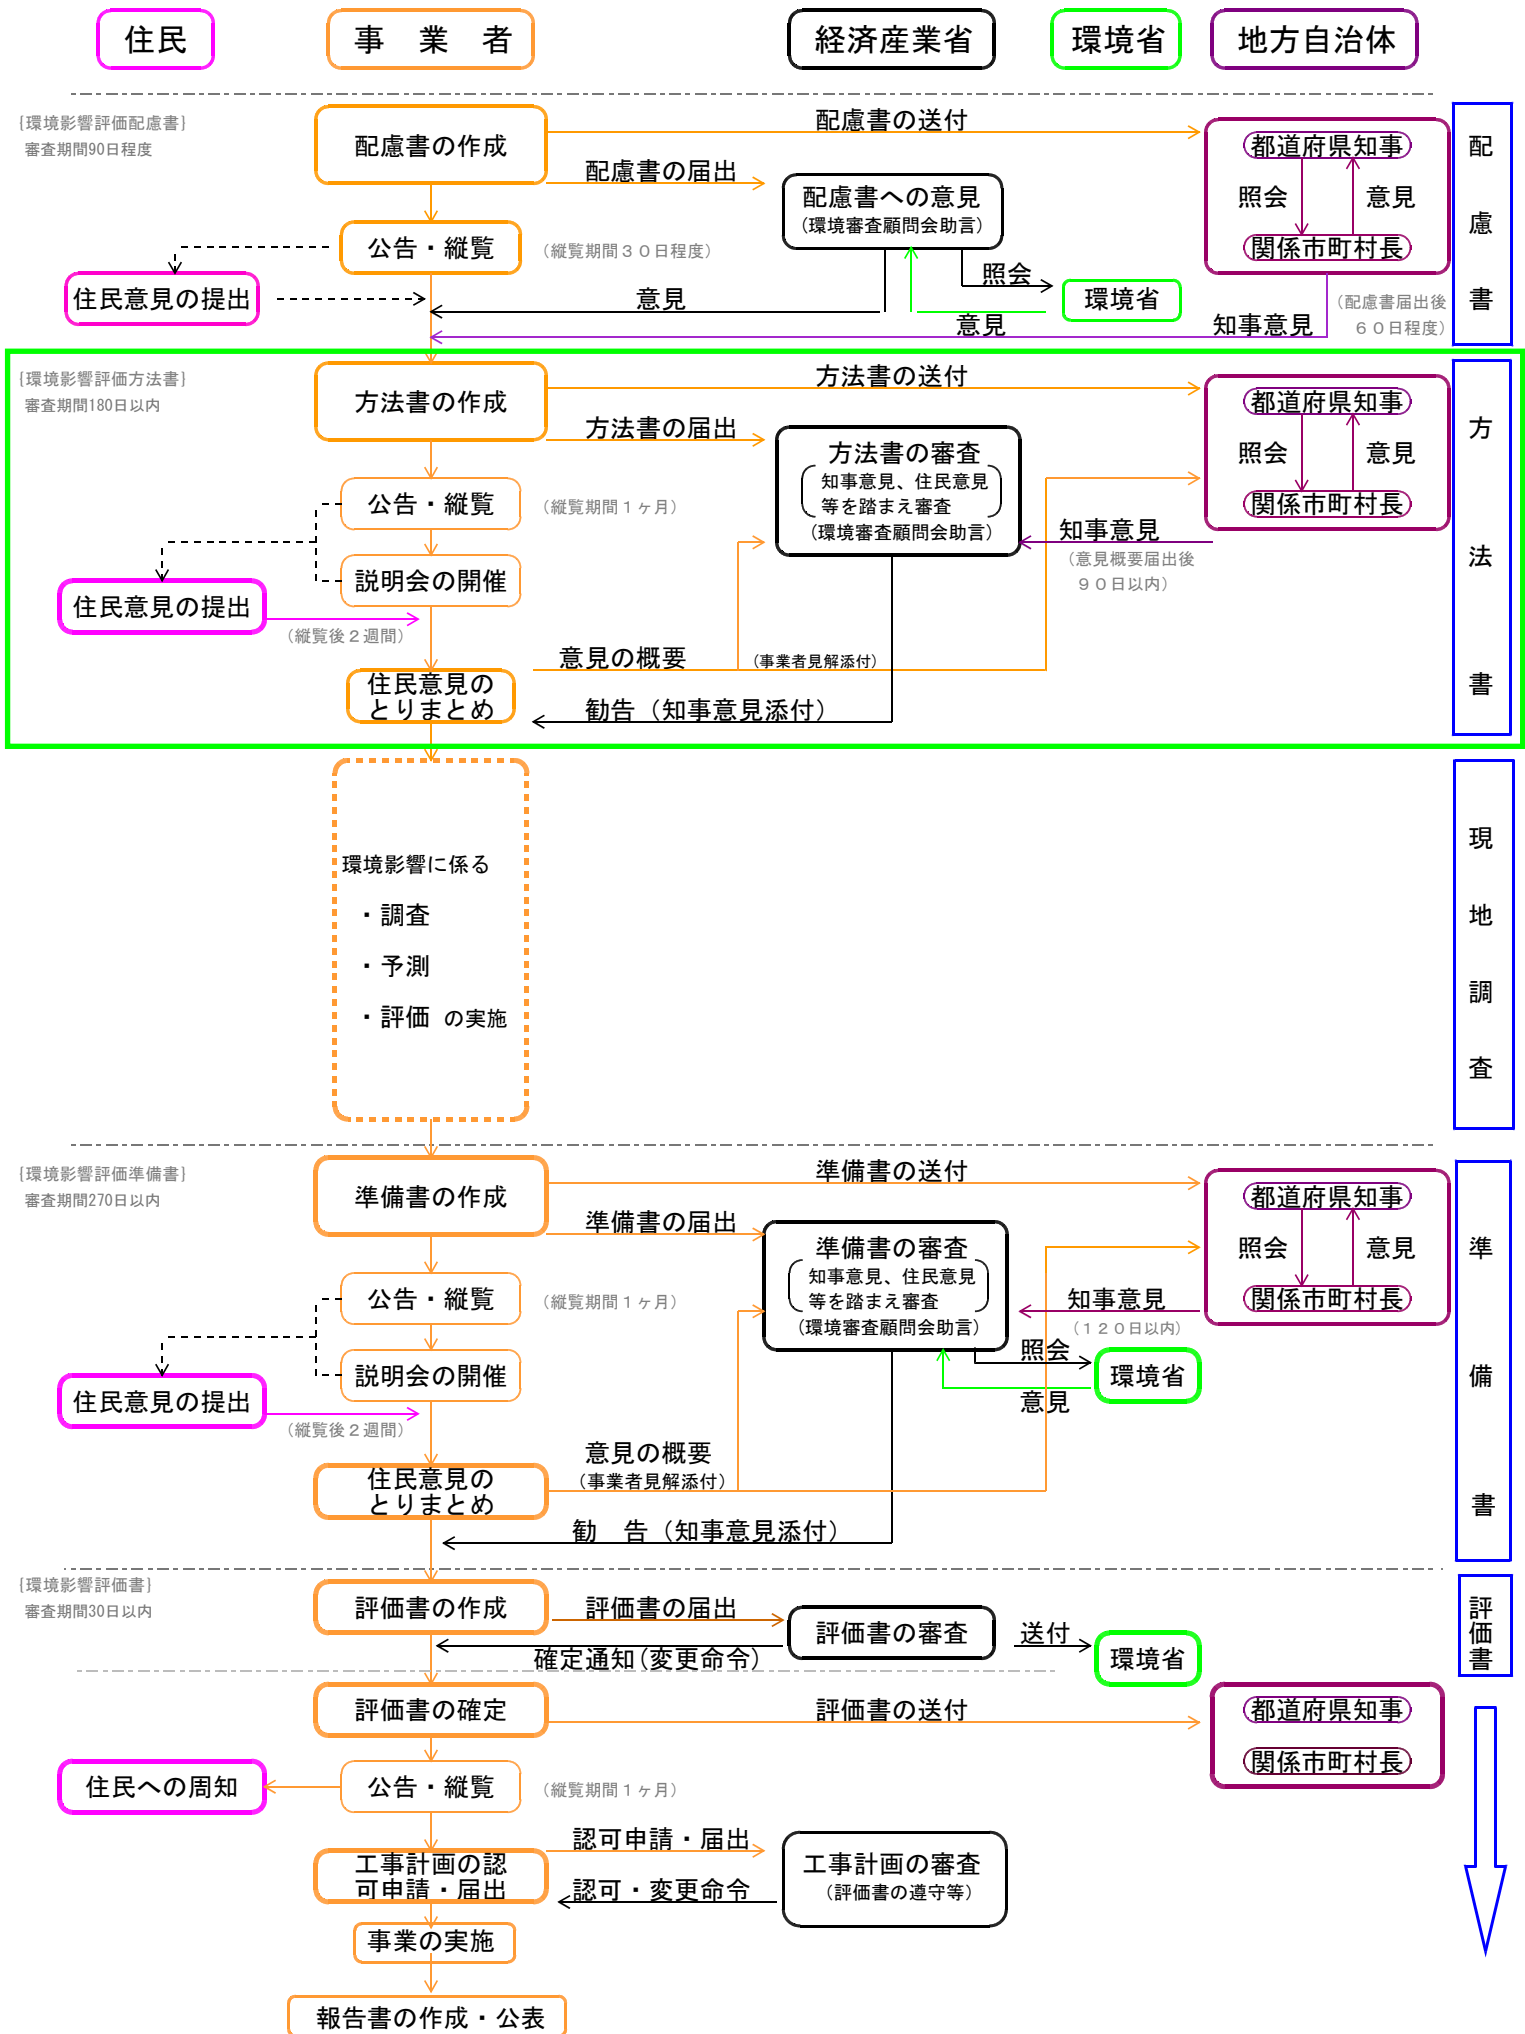 住民
事　業　者
経済産業省
環境省
地方自治体
{環境影響評価配慮書}
審査期間90日程度
配慮書の作成
配慮書の送付
配慮書の届出
配慮書への意見
(環境審査顧問会助言)
都道府県知事
照会
意見
関係市町村長
配慮書
公告・縦覧
(縦覧期間３０日程度)
住民意見の提出
意見
照会
環境省
意見
知事意見
(配慮書届出後
６０日程度)
{環境影響評価方法書}
審査期間180日以内
方法書の作成
方法書の送付
方法書の届出
方法書の審査
知事意見、住民意見
等を踏まえ審査
(環境審査顧問会助言)
都道府県知事
照会
意見
関係市町村長
方法書
公告・縦覧
(縦覧期間１ヶ月)
知事意見
(意見概要届出後
９０日以内)
説明会の開催
住民意見の提出
(縦覧後２週間)
意見の概要
(事業者見解添付)
住民意見の
とりまとめ
勧告（知事意見添付）
現地調査
環境影響に係る
・調査
・予測
・評価 の実施
{環境影響評価準備書}
審査期間270日以内
準備書の作成
準備書の送付
準備書の届出
準備書の審査
知事意見、住民意見
等を踏まえ審査
(環境審査顧問会助言)
都道府県知事
照会
意見
関係市町村長
準備書
公告・縦覧
(縦覧期間１ヶ月)
知事意見
(１２０日以内)
照会
環境省
意見
説明会の開催
住民意見の提出
(縦覧後２週間)
意見の概要
(事業者見解添付)
住民意見の
とりまとめ
勧　告（知事意見添付）
{環境影響評価書}
審査期間30日以内
評価書の作成
評価書の届出
評価書の審査
送付
環境省
確定通知(変更命令)
評価書
評価書の確定
評価書の送付
都道府県知事
関係市町村長
住民への周知
公告・縦覧
(縦覧期間１ヶ月)
工事計画の認
可申請・届出
認可申請・届出
工事計画の審査
(評価書の遵守等)
認可・変更命令
事業の実施
報告書の作成・公表